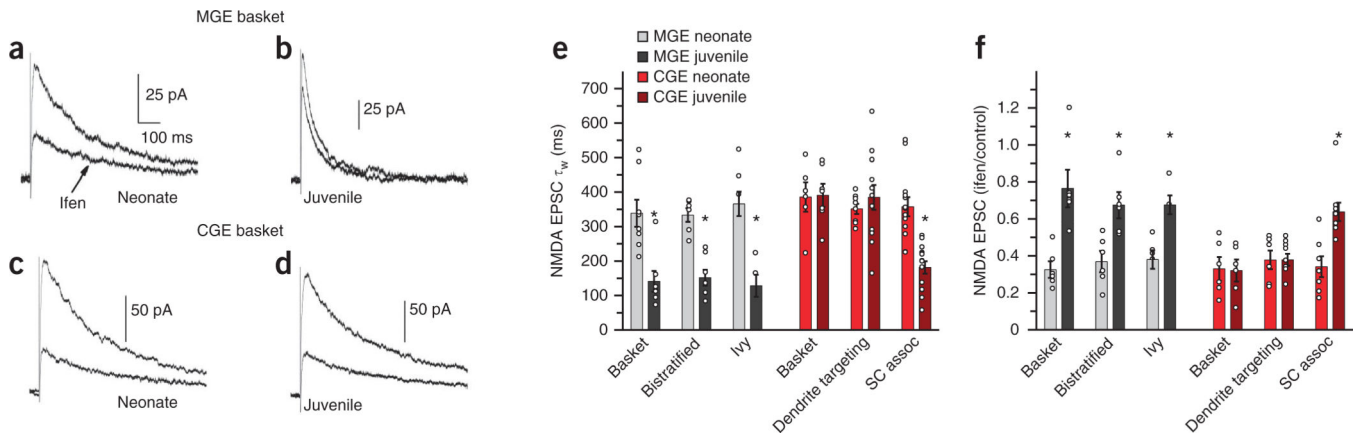 MGE basket
a
25 pA
100 ms
Ifen
Neonate
b
25 pA
Juvenile
CGE basket
c
50 pA
Neonate
d
50 pA
Juvenile
e
MGE neonate
MGE juvenile
CGE neonate
CGE juvenile
NMDA EPSC τw (ms)
700
600
500
400
300
200
100
0
* * * *
Basket
Bistratified
Ivy
Basket
Dendrite targeting
SC assoc
f
NMDA EPSC (ifen/control)
1.2
1.0
0.8
0.6
0.4
0.2
0
* * * *
Basket
Bistratified
Ivy
Basket
Dendrite targeting
SC assoc